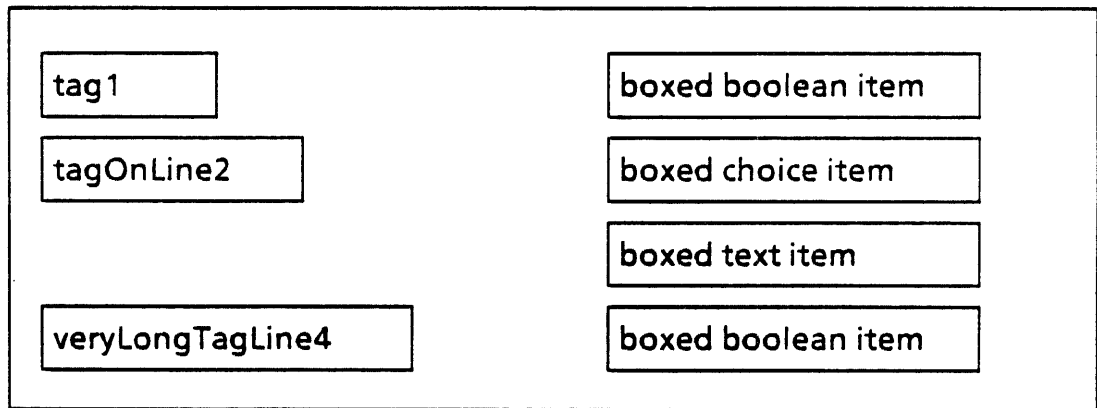 tag1 boxed boolean item
tagOnLine2 boxed choice item
boxed text item
veryLongTagLine4 boxed boolean item